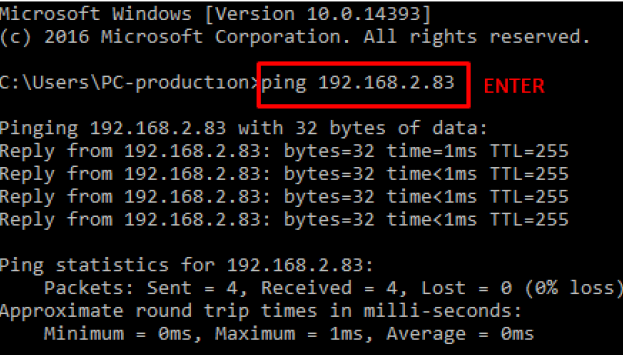 Microsoft Windows [Version 10.0.14393]
(c) 2016 Microsoft Corporation. All rights reserved.
C:\Users\PC-production>ping 192.168.2.83 ENTER
Pinging 192.168.2.83 with 32 bytes of data:
Reply from 192.168.2.83: bytes=32 time=1ms TTL=255
Reply from 192.168.2.83: bytes=32 time<1ms TTL=255
Reply from 192.168.2.83: bytes=32 time<1ms TTL=255
Reply from 192.168.2.83: bytes=32 time<1ms TTL=255
Ping statistics for 192.168.2.83:
Packets: Sent = 4, Received = 4, Lost = 0 (0% loss)
Approximate round trip times in milli-seconds:
Minimum = 0ms, Maximum = 1ms, Average = 0ms